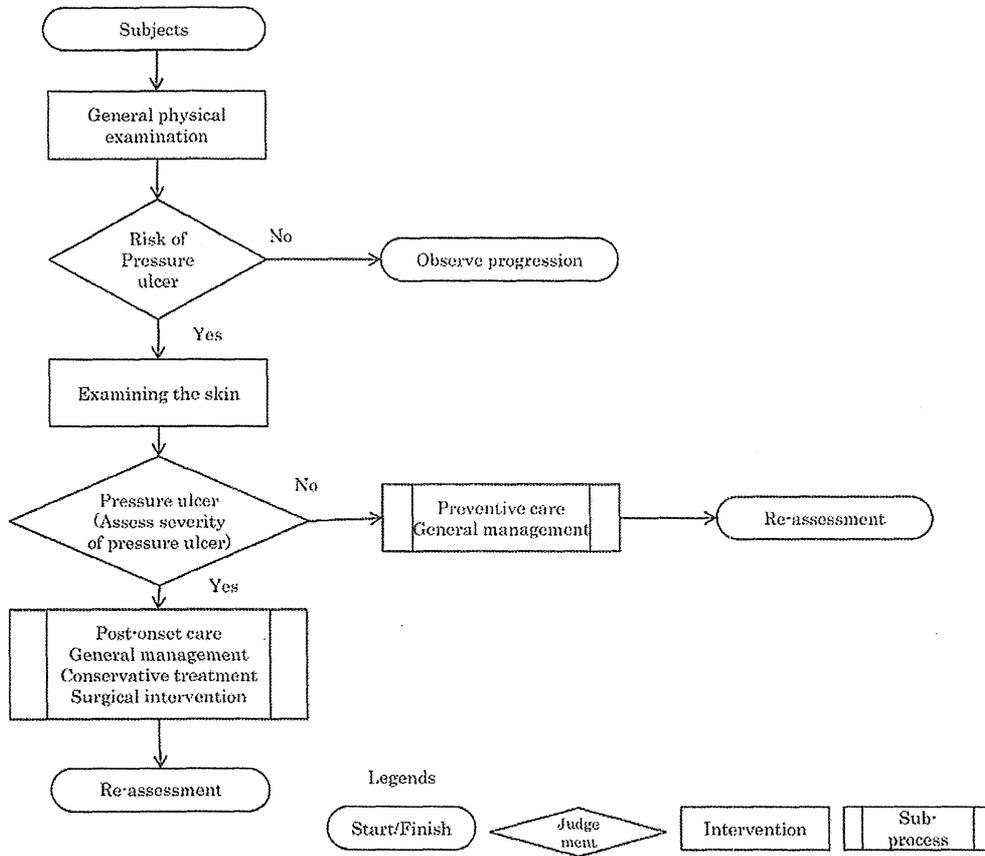 Subjects
General physical
examination
Risk of
Pressure
ulcer
No
Observe progression
Yes
Examining the skin
Pressure ulcer
(Assess severity
of pressure ulcer)
No
Preventive care
General management
Re-assessment
Yes
Post-onset care
General management
Conservative treatment
Surgical intervention
Re-assessment
Legends
Start/Finish
Judge
ment
Intervention
Sub-
process